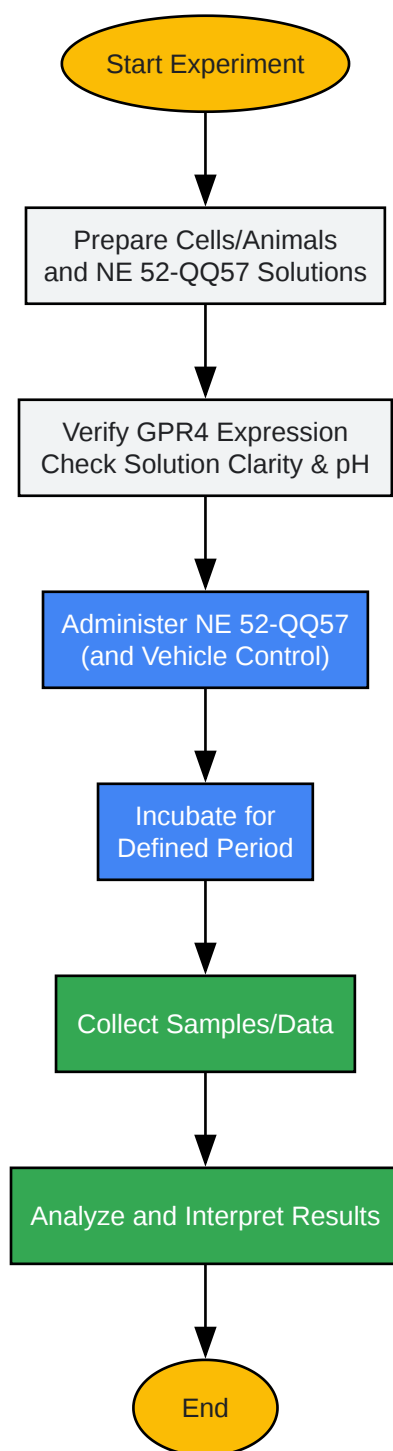 Start Experiment
Prepare Cells/Animals
and NE 52-QQ57 Solutions
Verify GPR4 Expression
Check Solution Clarity & pH
Administer NE 52-QQ57
(and Vehicle Control)
Incubate for
Defined Period
Collect Samples/Data
Analyze and Interpret Results
End